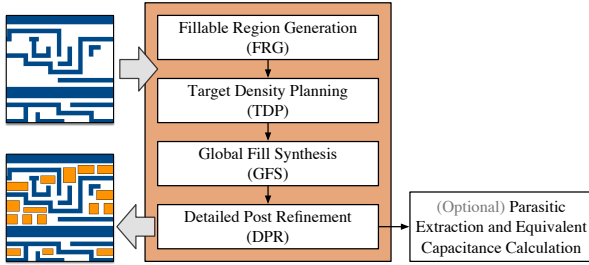 Fillable Region Generation
(FRG)
Target Density Planning
(TDP)
Global Fill Synthesis
(GFS)
Detailed Post Refinement
(DPR)
(Optional) Parasitic
Extraction and Equivalent
Capacitance Calculation